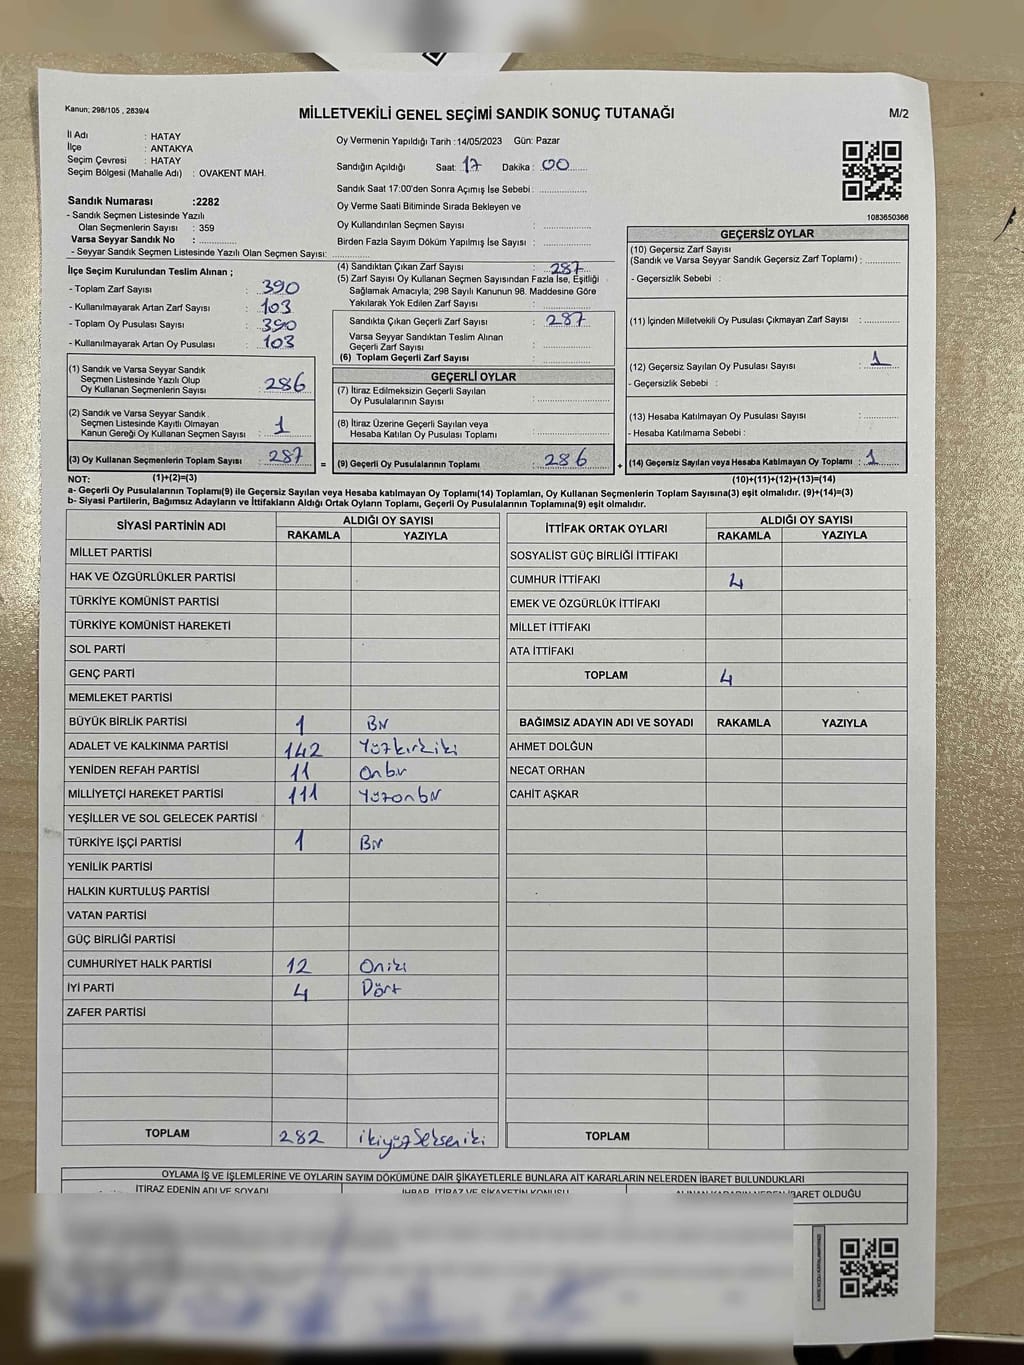 Kanun; 298/105 , 2839/4
MİLLETVEKİLİ GENEL SEÇİMİ SANDIK SONUÇ TUTANAĞI
M/2
İl Adı : HATAY
İlçe : ANTAKYA
Seçim Çevresi : HATAY
Seçim Bölgesi (Mahalle Adı) : OVAKENT MAH.
Sandık Numarası :2282
- Sandık Seçmen Listesinde Yazılı
Olan Seçmenlerin Sayısı : 359
Varsa Seyyar Sandık No : ............
- Seyyar Sandık Seçmen Listesinde Yazılı Olan Seçmen Sayısı: ............
Oy Vermenin Yapıldığı Tarih :14/05/2023 Gün: Pazar
Sandığın Açıldığı Saat: 17 Dakika : 00
Sandık Saat 17:00'den Sonra Açımış İse Sebebi : ............
Oy Verme Saati Bitiminde Sırada Bekleyen ve
Oy Kullandırılan Seçmen Sayısı : ............
Birden Fazla Sayım Döküm Yapılmış İse Sayısı : ............
1083650366
İlçe Seçim Kurulundan Teslim Alınan ;
- Toplam Zarf Sayısı : 390
- Kullanılmayarak Artan Zarf Sayısı : 103
- Toplam Oy Pusulası Sayısı : 390
- Kullanılmayarak Artan Oy Pusulası : 103
(1) Sandık ve Varsa Seyyar Sandık
Seçmen Listesinde Yazılı Olup
Oy Kullanan Seçmenlerin Sayısı : 286
(2) Sandık ve Varsa Seyyar Sandık
Seçmen Listesinde Kayıtlı Olmayan
Kanun Gereği Oy Kullanan Seçmen Sayısı : 1
(3) Oy Kullanan Seçmenlerin Toplam Sayısı : 287
(4) Sandıktan Çıkan Zarf Sayısı : 287
(5) Zarf Sayısı Oy Kullanan Seçmen Sayısından Fazla İse, Eşitliği
Sağlamak Amacıyla; 298 Sayılı Kanunun 98. Maddesine Göre
Yakılarak Yok Edilen Zarf Sayısı : ............
Sandıkta Çıkan Geçerli Zarf Sayısı : 287
Varsa Seyyar Sandıktan Teslim Alınan
Geçerli Zarf Sayısı : ............
(6) Toplam Geçerli Zarf Sayısı : ............
GEÇERLİ OYLAR
(7) İtiraz Edilmeksizin Geçerli Sayılan
Oy Pusulalarının Sayısı : ............
(8) İtiraz Üzerine Geçerli Sayılan veya
Hesaba Katılan Oy Pusulası Toplamı : ............
= (9) Geçerli Oy Pusulalarının Toplamı : 286 +
GEÇERSİZ OYLAR
(10) Geçersiz Zarf Sayısı
(Sandık ve Varsa Seyyar Sandık Geçersiz Zarf Toplamı) : ............
- Geçersizlik Sebebi :
(11) İçinden Milletvekili Oy Pusulası Çıkmayan Zarf Sayısı : ............
(12) Geçersiz Sayılan Oy Pusulası Sayısı : 1
- Geçersizlik Sebebi :
(13) Hesaba Katılmayan Oy Pusulası Sayısı : ............
- Hesaba Katılmama Sebebi :
(14) Geçersiz Sayılan veya Hesaba Katılmayan Oy Toplamı : 1
NOT: (1)+(2)=(3) (10)+(11)+(12)+(13)=(14)
a- Geçerli Oy Pusulalarının Toplamı(9) ile Geçersiz Sayılan veya Hesaba katılmayan Oy Toplamı(14) Toplamları, Oy Kullanan Seçmenlerin Toplam Sayısına(3) eşit olmalıdır. (9)+(14)=(3)
b- Siyasi Partilerin, Bağımsız Adayların ve İttifakların Aldığı Ortak Oyların Toplamı, Geçerli Oy Pusulalarının Toplamına(9) eşit olmalıdır.
SİYASİ PARTİNİN ADI ALDIĞI OY SAYISI
RAKAMLA YAZIYLA
MİLLET PARTİSİ
HAK VE ÖZGÜRLÜKLER PARTİSİ
TÜRKİYE KOMÜNİST PARTİSİ
TÜRKİYE KOMÜNİST HAREKETİ
SOL PARTİ
GENÇ PARTİ
MEMLEKET PARTİSİ
BÜYÜK BİRLİK PARTİSİ 1 Bir
ADALET VE KALKINMA PARTİSİ 142 Yüzkırkiki
YENİDEN REFAH PARTİSİ 11 Onbir
MİLLİYETÇİ HAREKET PARTİSİ 111 Yüzonbir
YEŞİLLER VE SOL GELECEK PARTİSİ
TÜRKİYE İŞÇİ PARTİSİ 1 Bir
YENİLİK PARTİSİ
HALKIN KURTULUŞ PARTİSİ
VATAN PARTİSİ
GÜÇ BİRLİĞİ PARTİSİ
CUMHURİYET HALK PARTİSİ 12 Oniki
İYİ PARTİ 4 Dört
ZAFER PARTİSİ
TOPLAM 282 ikiyüzSekseniki
İTTİFAK ORTAK OYLARI ALDIĞI OY SAYISI
RAKAMLA YAZIYLA
SOSYALİST GÜÇ BİRLİĞİ İTTİFAKI
CUMHUR İTTİFAKI 4
EMEK VE ÖZGÜRLÜK İTTİFAKI
MİLLET İTTİFAKI
ATA İTTİFAKI
TOPLAM 4
BAĞIMSIZ ADAYIN ADI VE SOYADI RAKAMLA YAZIYLA
AHMET DOLĞUN
NECAT ORHAN
CAHİT AŞKAR
TOPLAM
OYLAMA İŞ VE İŞLEMLERİNE VE OYLARIN SAYIM DÖKÜMÜNE DAİR ŞİKAYETLERLE BUNLARA AİT KARARLARIN NELERDEN İBARET BULUNDUKLARI
İTİRAZ EDENİN ADI VE SOYADI İHBAR, İTİRAZ VE ŞİKAYETİN KONUSU ALINAN KARARIN NEDEN İBARET OLDUĞU